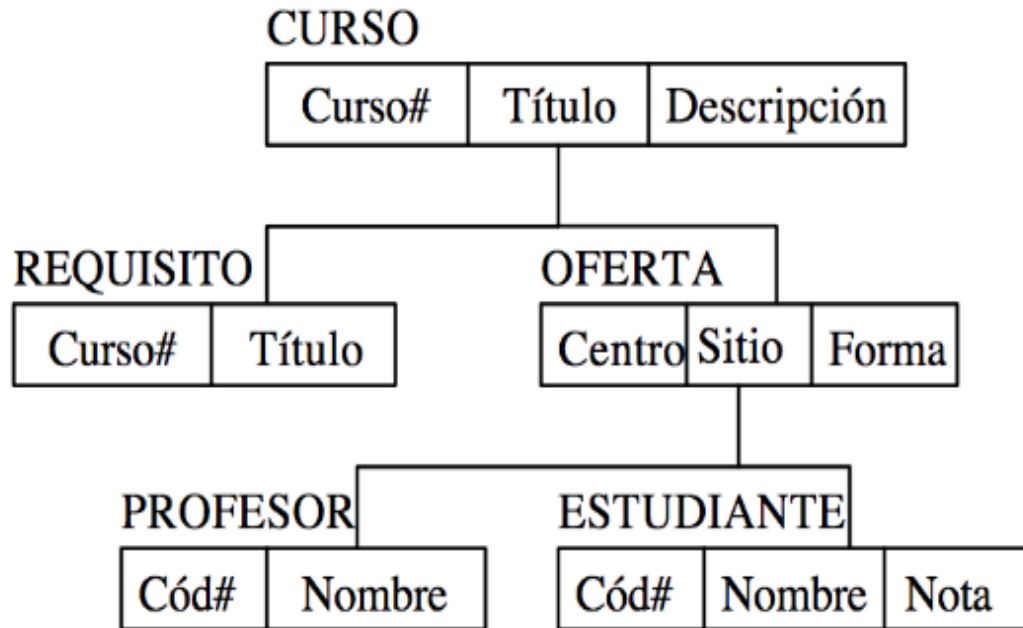 CURSO
Curso# Título Descripción
REQUISITO OFERTA
Curso# Título Centro Sitio Forma
PROFESOR ESTUDIANTE
Cód# Nombre Cód# Nombre Nota